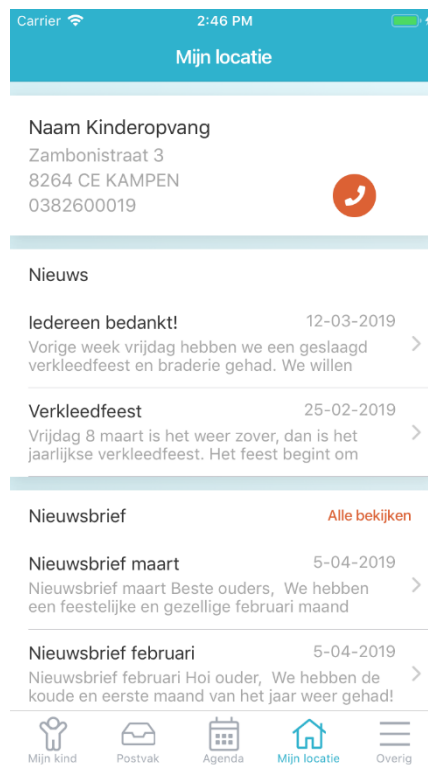 Carrier 2:46 PM
Mijn locatie
Naam Kinderopvang
Zambonistraat 3
8264 CE KAMPEN
0382600019
Nieuws
Iedereen bedankt! 12-03-2019
Vorige week vrijdag hebben we een geslaagd
verkleedfeest en braderie gehad. We willen
Verkleedfeest 25-02-2019
Vrijdag 8 maart is het weer zover, dan is het
jaarlijkse verkleedfeest. Het feest begint om
Nieuwsbrief Alle bekijken
Nieuwsbrief maart 5-04-2019
Nieuwsbrief maart Beste ouders, We hebben
een feestelijke en gezellige februari maand
Nieuwsbrief februari 5-04-2019
Nieuwsbrief februari Hoi ouder, We hebben de
koude en eerste maand van het jaar weer gehad!
Mijn kind Postvak Agenda Mijn locatie Overig